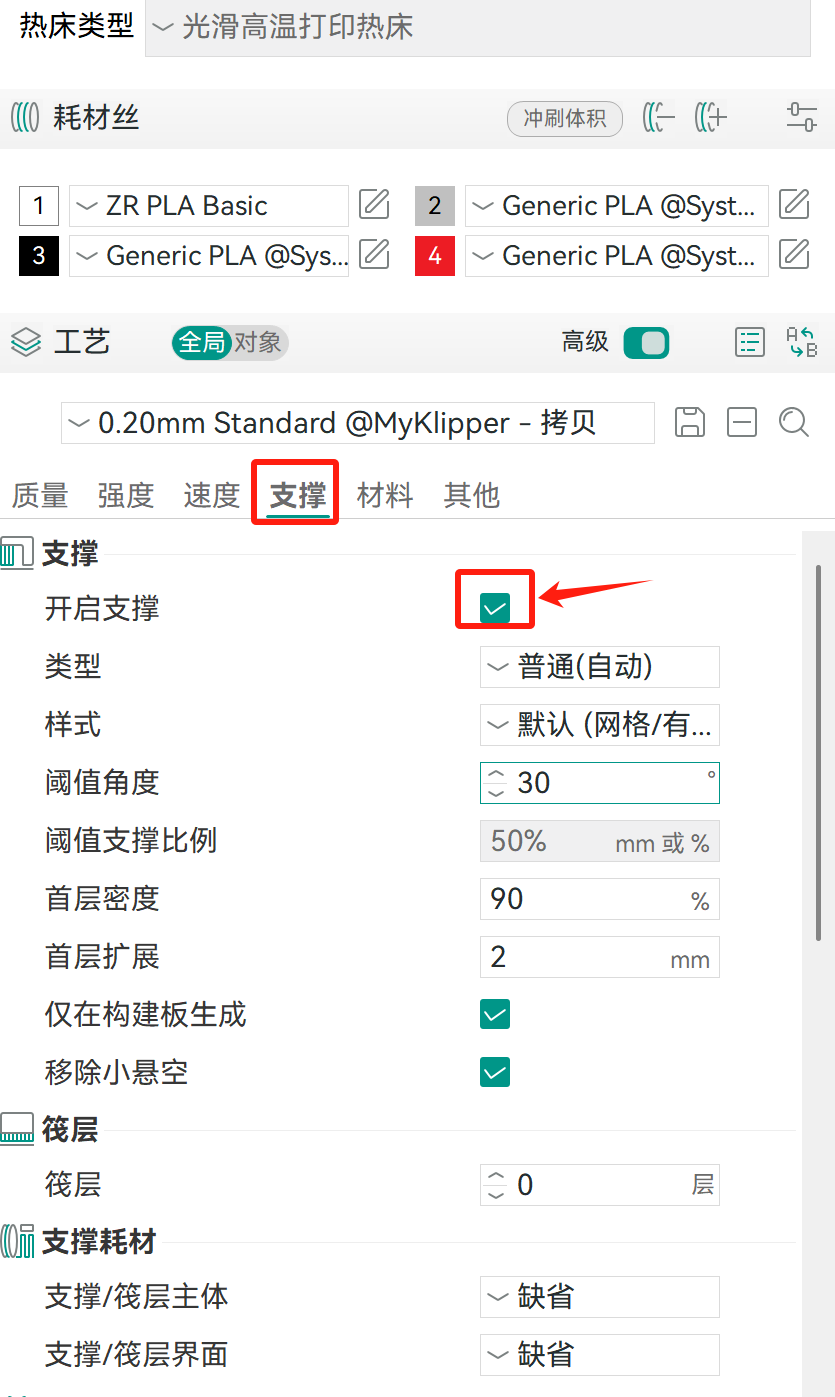 热床类型 光滑高温打印热床
耗材丝 冲刷体积
1 ZR PLA Basic 2 Generic PLA @Syst...
3 Generic PLA @Sys... 4 Generic PLA @Syst...
工艺 全局 对象 高级
0.20mm Standard @MyKlipper - 拷贝
质量 强度 速度 支撑 材料 其他
支撑
开启支撑
类型 普通(自动)
样式 默认 (网格/有...
阈值角度 30 °
阈值支撑比例 50% mm 或 %
首层密度 90 %
首层扩展 2 mm
仅在构建板生成
移除小悬空
筏层
筏层 0 层
支撑耗材
支撑/筏层主体 缺省
支撑/筏层界面 缺省